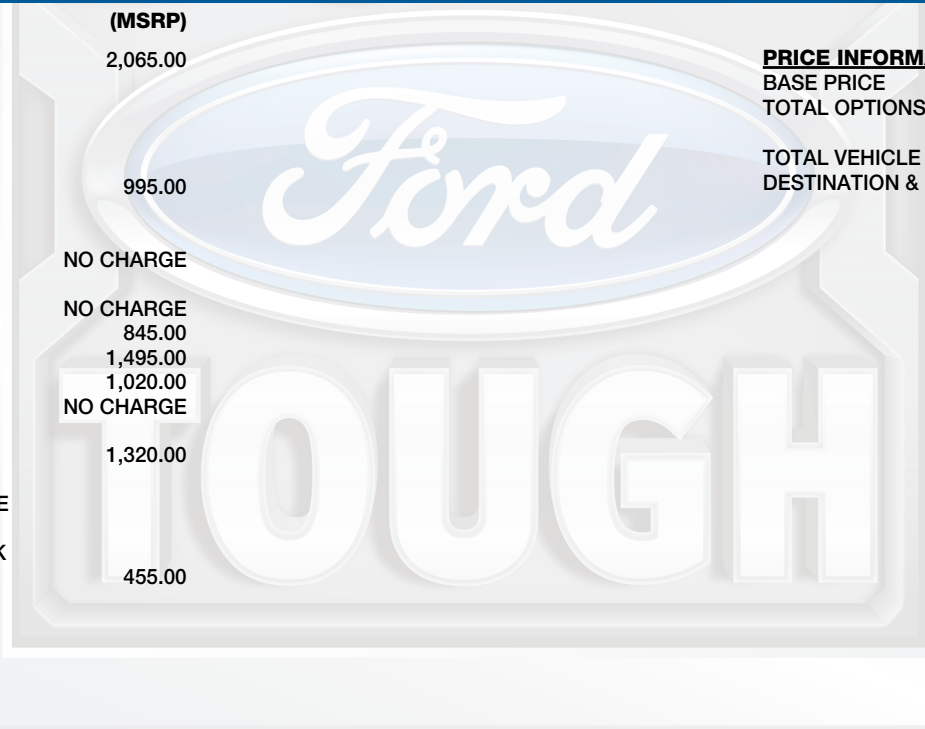 (MSRP)
2,065.00
995.00
NO CHARGE
NO CHARGE
845.00
1,495.00
1,020.00
NO CHARGE
1,320.00
E
K
455.00
PRICE INFORMA
BASE PRICE
TOTAL OPTIONS
TOTAL VEHICLE
DESTINATION &
Ford
TOUGH